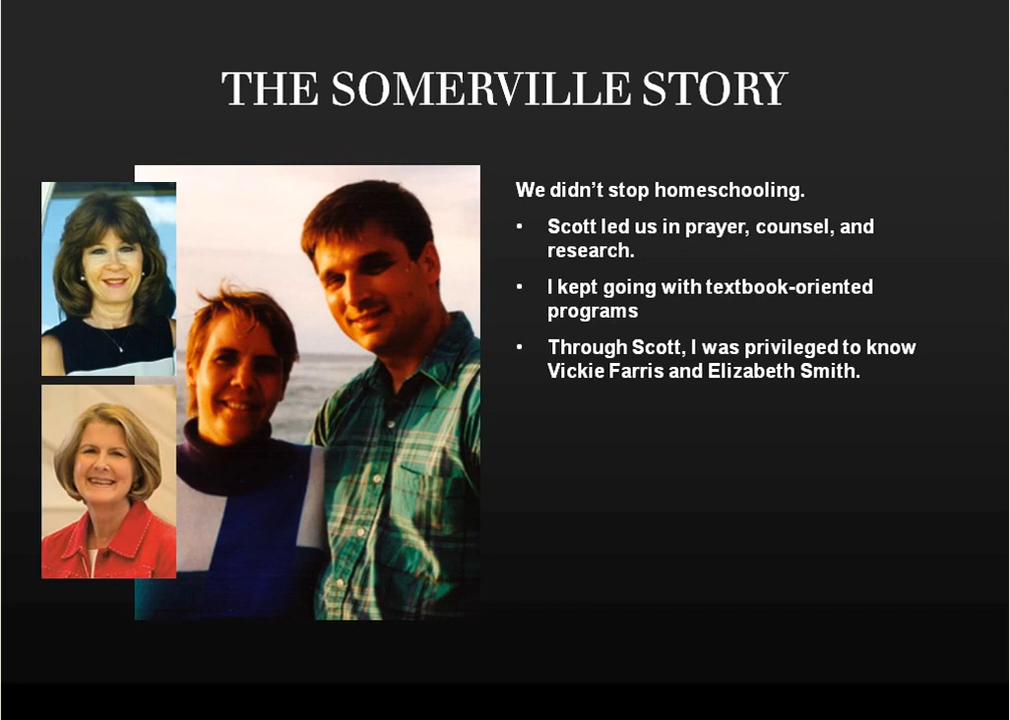 THE SOMERVILLE STORY
We didn’t stop homeschooling.
• Scott led us in prayer, counsel, and
research.
• I kept going with textbook-oriented
programs
• Through Scott, I was privileged to know
Vickie Farris and Elizabeth Smith.